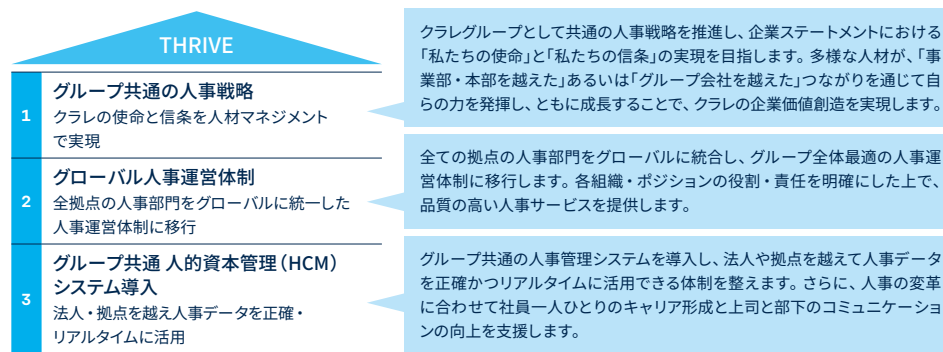 THRIVE
1
グループ共通の人事戦略
クラレの使命と信条を人材マネジメント
で実現
クラレグループとして共通の人事戦略を推進し、企業ステートメントにおける
「私たちの使命」と「私たちの信条」の実現を目指します。多様な人材が、「事
業部・本部を越えた」あるいは「グループ会社を越えた」つながりを通じて自
らの力を発揮し、ともに成長することで、クラレの企業価値創造を実現します。
2
グローバル人事運営体制
全拠点の人事部門をグローバルに統一した
人事運営体制に移行
全ての拠点の人事部門をグローバルに統合し、グループ全体最適の人事運
営体制に移行します。各組織・ポジションの役割・責任を明確にした上で、
品質の高い人事サービスを提供します。
3
グループ共通 人的資本管理（HCM）
システム導入
法人・拠点を越え人事データを正確・
リアルタイムに活用
グループ共通の人事管理システムを導入し、法人や拠点を越えて人事データ
を正確かつリアルタイムに活用できる体制を整えます。さらに、人事の変革
に合わせて社員一人ひとりのキャリア形成と上司と部下のコミュニケーショ
ンの向上を支援します。